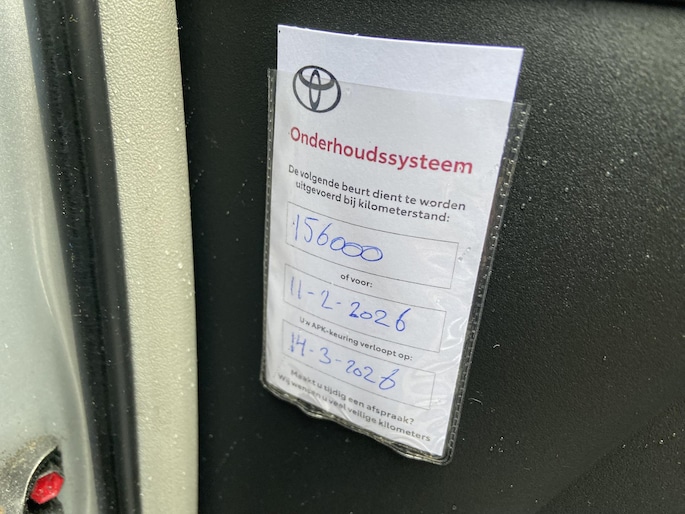 Onderhoudssysteem
De volgende beurt dient te worden
uitgevoerd bij kilometerstand:
156000
of voor:
11-2-2026
Uw APK-keuring verloopt op:
14-3-2026
Maakt u tijdig een afspraak?
Wij wensen u veel veilige kilometers